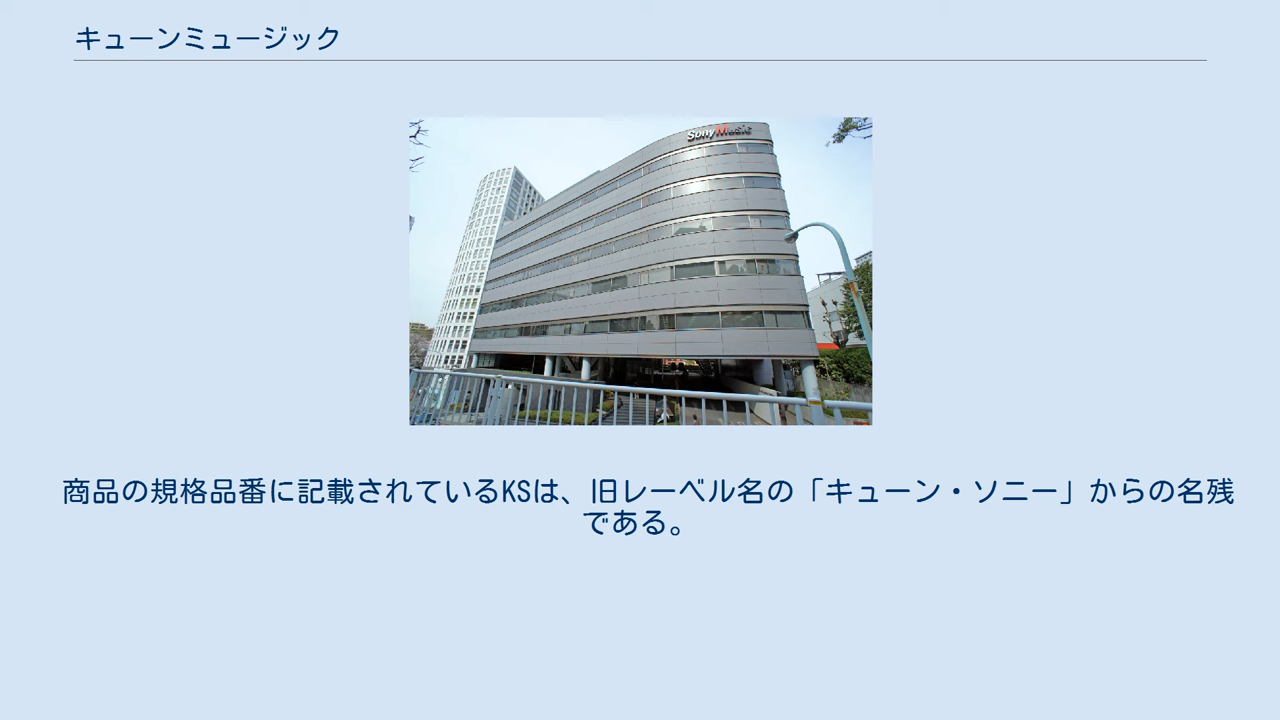 キューンミュージック
Sony Music
商品の規格品番に記載されているKSは、旧レーベル名の「キューン・ソニー」からの名残
である。